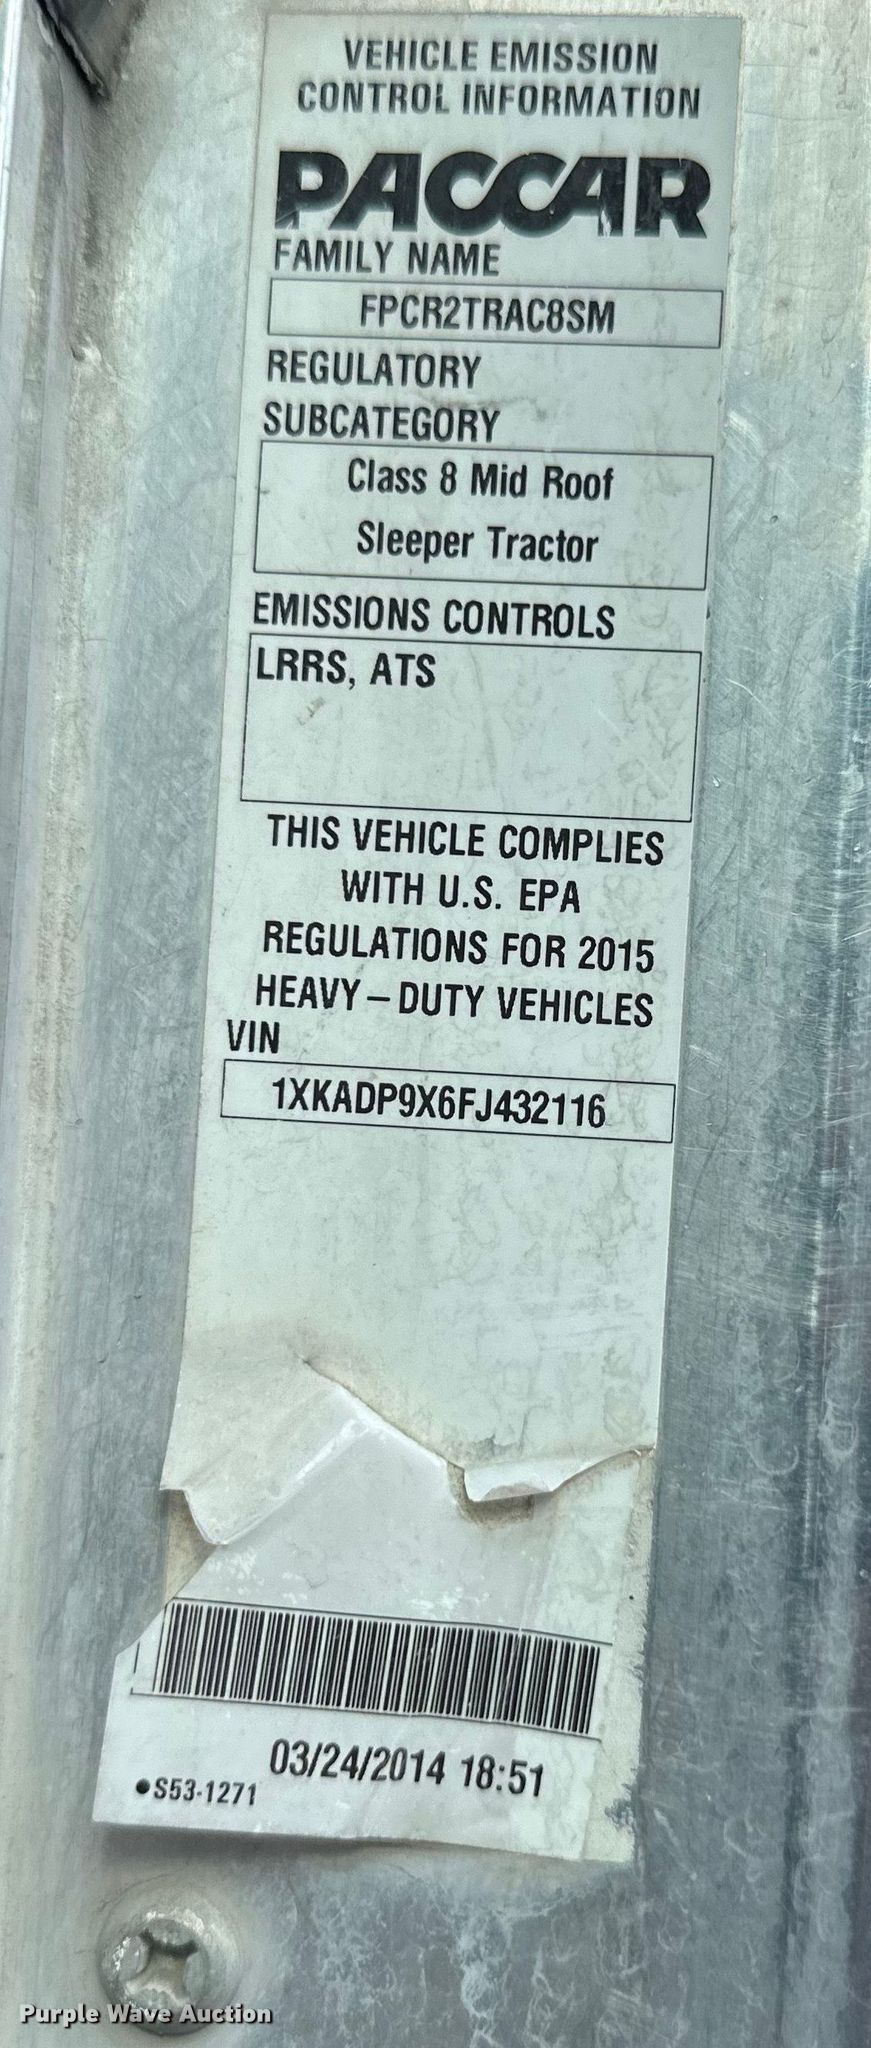 VEHICLE EMISSION
CONTROL INFORMATION
PACCAR
FAMILY NAME
FPCR2TRAC8SM
REGULATORY
SUBCATEGORY
Class 8 Mid Roof
Sleeper Tractor
EMISSIONS CONTROLS
LRRS, ATS
THIS VEHICLE COMPLIES
WITH U.S. EPA
REGULATIONS FOR 2015
HEAVY – DUTY VEHICLES
VIN
1XKADP9X6FJ432116
03/24/2014 18:51
•S53-1271
Purple Wave Auction